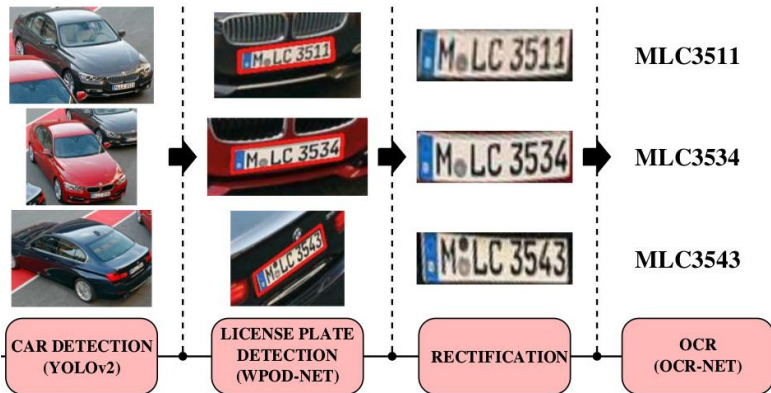 M LC 3511
M LC 3511
MLC3511
M LC 3534
M LC 3534
MLC3534
M LC 3543
M LC 3543
MLC3543
CAR DETECTION
(YOLOv2)
LICENSE PLATE
DETECTION
(WPOD-NET)
RECTIFICATION
OCR
(OCR-NET)